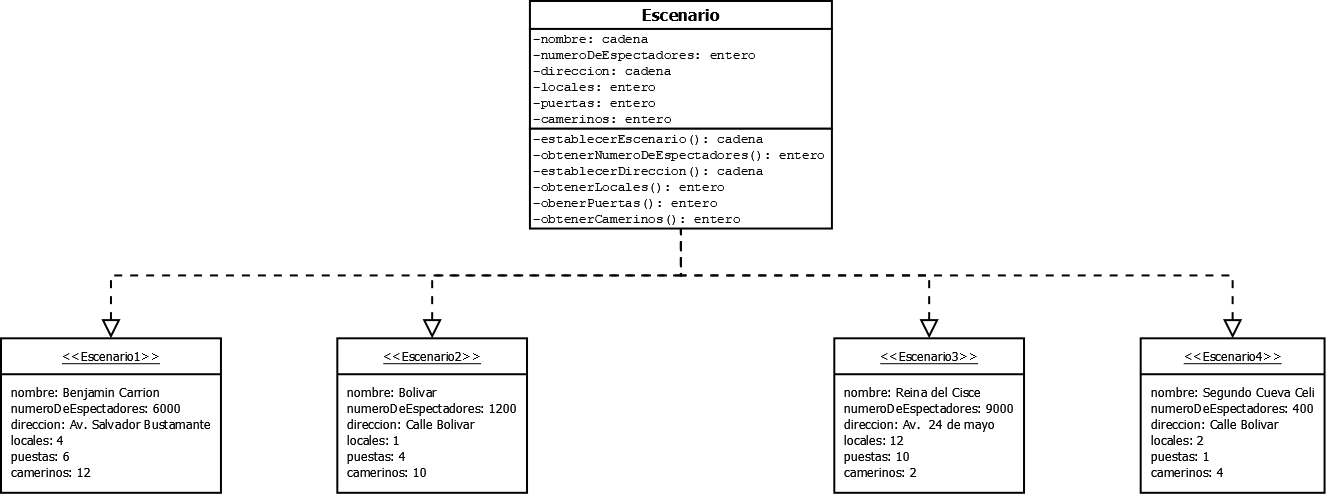 Escenario
-nombre: cadena
-numeroDeEspectadores: entero
-direccion: cadena
-locales: entero
-puertas: entero
-camerinos: entero
-establecerEscenario(): cadena
-obtenerNumeroDeEspectadores(): entero
-establecerDireccion(): cadena
-obtenerLocales(): entero
-obenerPuertas(): entero
-obtenerCamerinos(): entero
<<Escenario1>>
nombre: Benjamin Carrion
numeroDeEspectadores: 6000
direccion: Av. Salvador Bustamante
locales: 4
puestas: 6
camerinos: 12
<<Escenario2>>
nombre: Bolivar
numeroDeEspectadores: 1200
direccion: Calle Bolivar
locales: 1
puestas: 4
camerinos: 10
<<Escenario3>>
nombre: Reina del Cisce
numeroDeEspectadores: 9000
direccion: Av. 24 de mayo
locales: 12
puestas: 10
camerinos: 2
<<Escenario4>>
nombre: Segundo Cueva Celi
numeroDeEspectadores: 400
direccion: Calle Bolivar
locales: 2
puestas: 1
camerinos: 4